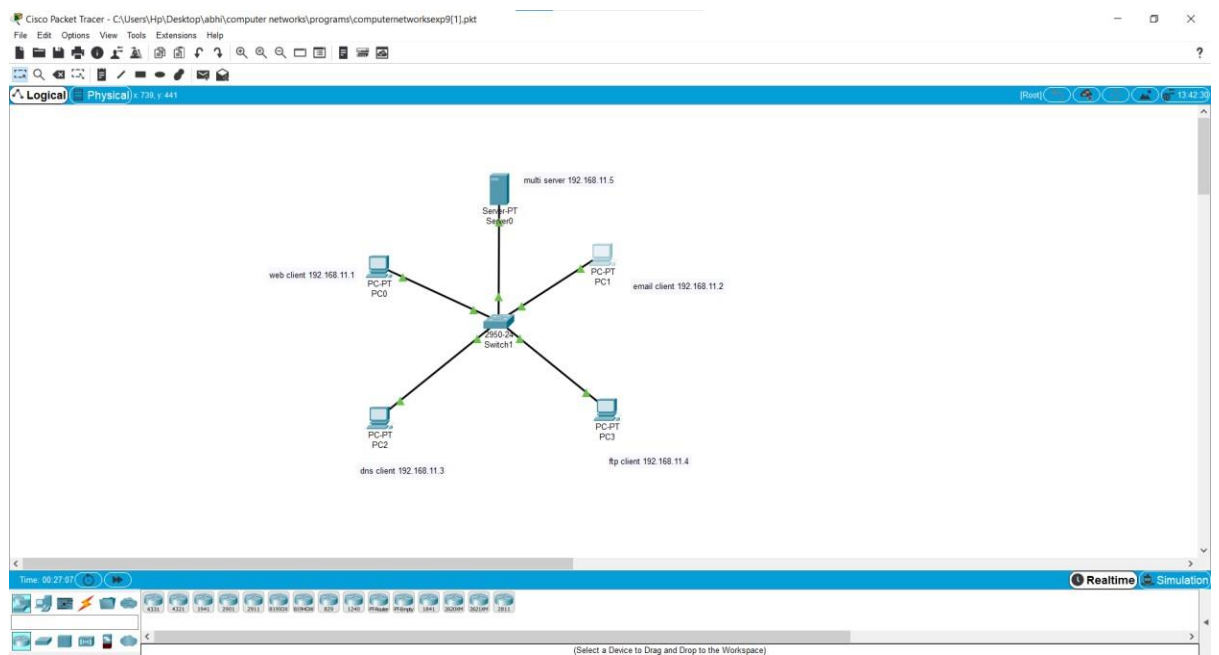 Cisco Packet Tracer - C:\Users\Hp\Desktop\abhi\computer networks\programs\computernetworksexp9[1].pkt
File Edit Options View Tools Extensions Help
?
Logical Physical x: 739, y: 441 [Root] 13:42:30
multi server 192.168.11.5
Server-PT
Server0
web client 192.168.11.1
PC-PT
PC0
PC-PT
PC1
email client 192.168.11.2
2950-24
Switch1
PC-PT
PC2
dns client 192.168.11.3
PC-PT
PC3
ftp client 192.168.11.4
Time: 00:27:07 Realtime Simulation
4331 4321 1941 2901 2911 819IOX 819HGW 829 1240 PT-Router PT-Empty 1841 2620XM 2621XM 2811
(Select a Device to Drag and Drop to the Workspace)